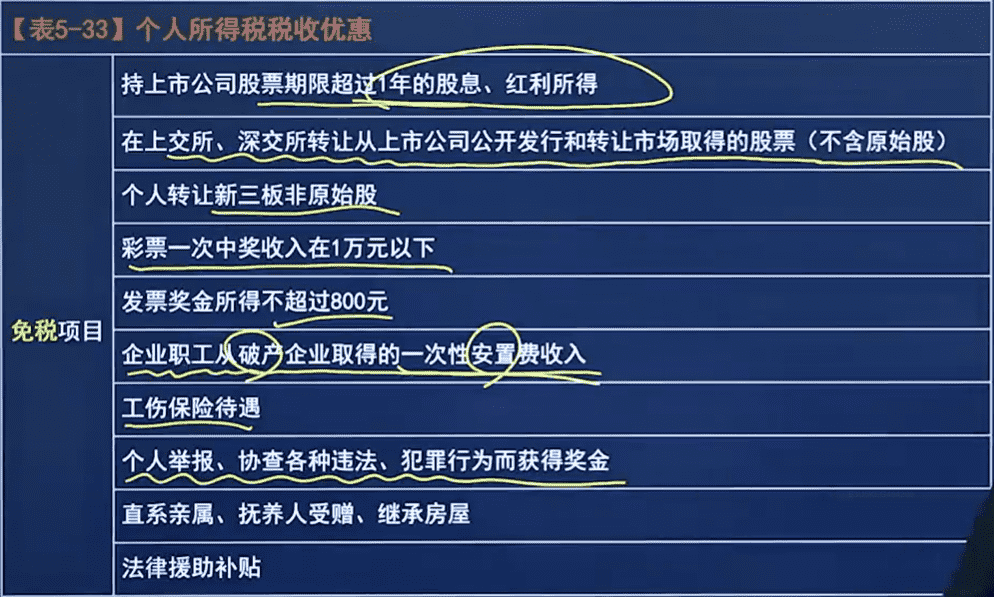 【表5-33】个人所得税税收优惠
免税项目
持上市公司股票期限超过1年的股息、红利所得
在上交所、深交所转让从上市公司公开发行和转让市场取得的股票（不含原始股）
个人转让新三板非原始股
彩票一次中奖收入在1万元以下
发票奖金所得不超过800元
企业职工从破产企业取得的一次性安置费收入
工伤保险待遇
个人举报、协查各种违法、犯罪行为而获得奖金
直系亲属、抚养人受赠、继承房屋
法律援助补贴